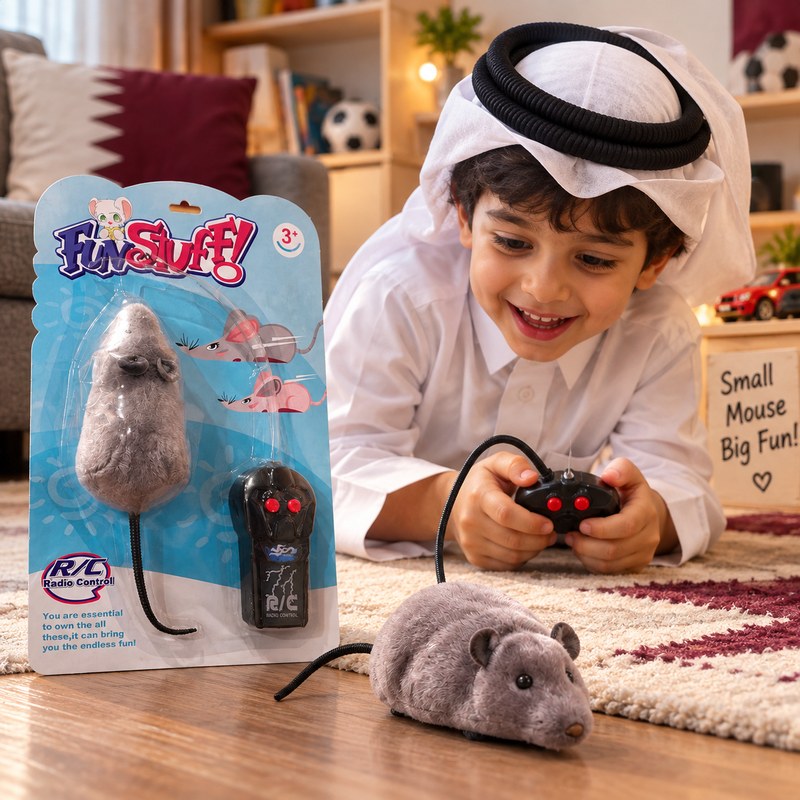 Fun Stuff!
3+
R/C
Radio Control
You are essential
to own the all
these,it can bring
you the endless fun!
R/C
RADIO CONTROL
Small
Mouse
Big Fun!